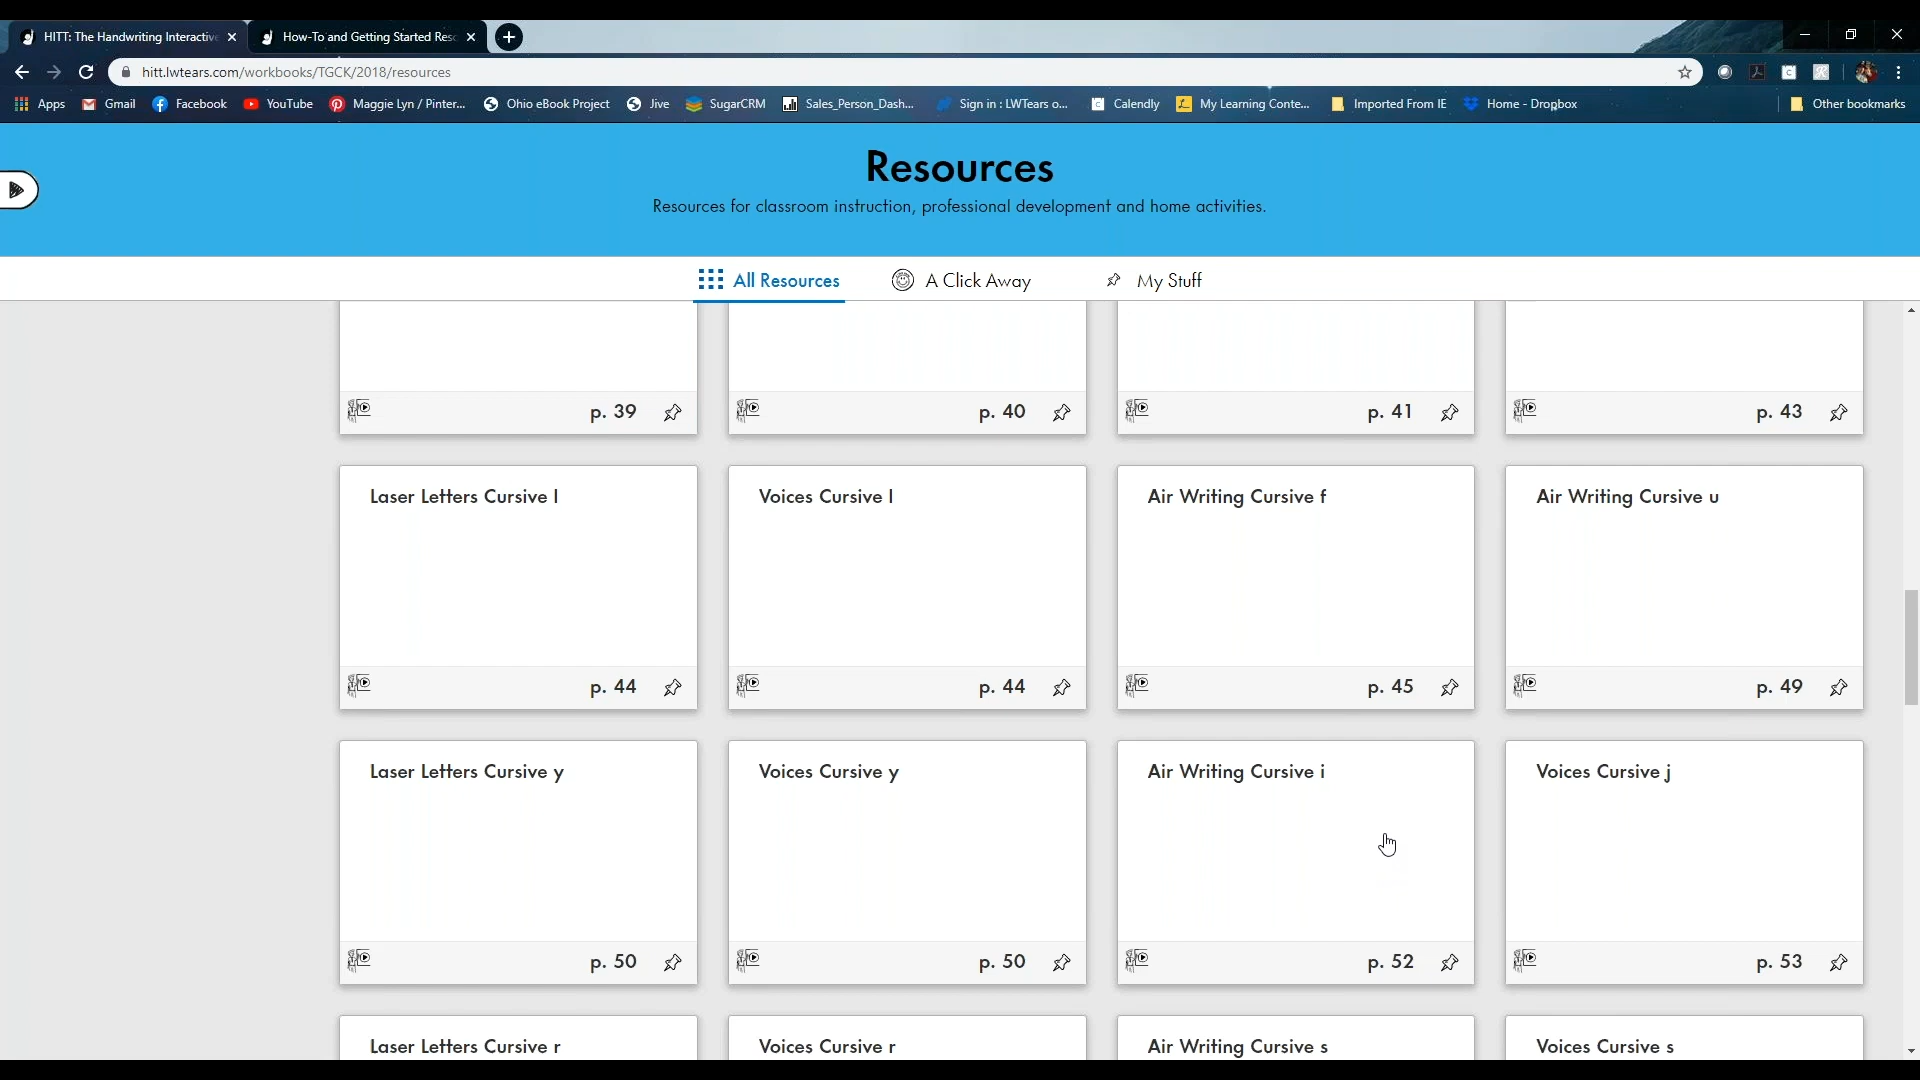 HITT: The Handwriting Interactive
How-To and Getting Started Reso
hitt.lwtears.com/workbooks/TGCK/2018/resources
Apps Gmail Facebook YouTube Maggie Lyn / Pinter... Ohio eBook Project Jive SugarCRM Sales_Person_Dash... Sign in : LWTears o... Calendly My Learning Conte... Imported From IE Home - Dropbox Other bookmarks
Resources
Resources for classroom instruction, professional development and home activities.
All Resources A Click Away My Stuff
p. 39 p. 40 p. 41 p. 43
Laser Letters Cursive l Voices Cursive l Air Writing Cursive f Air Writing Cursive u
p. 44 p. 44 p. 45 p. 49
Laser Letters Cursive y Voices Cursive y Air Writing Cursive i Voices Cursive j
p. 50 p. 50 p. 52 p. 53
Laser Letters Cursive r Voices Cursive r Air Writing Cursive s Voices Cursive s